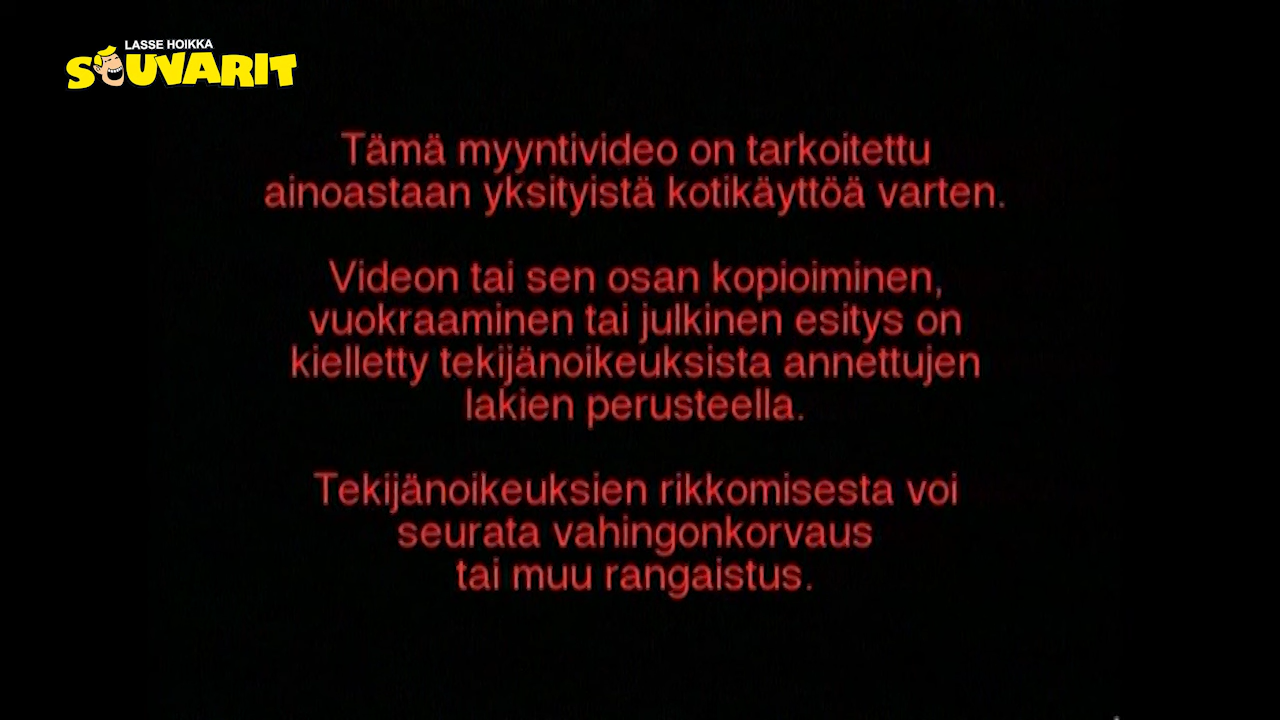 LASSE HOIKKA
SOUVARIT
Tämä myyntivideo on tarkoitettu
ainoastaan yksityistä kotikäyttöä varten.
Videon tai sen osan kopioiminen,
vuokraaminen tai julkinen esitys on
kielletty tekijänoikeuksista annettujen
lakien perusteella.
Tekijänoikeuksien rikkomisesta voi
seurata vahingonkorvaus
tai muu rangaistus.